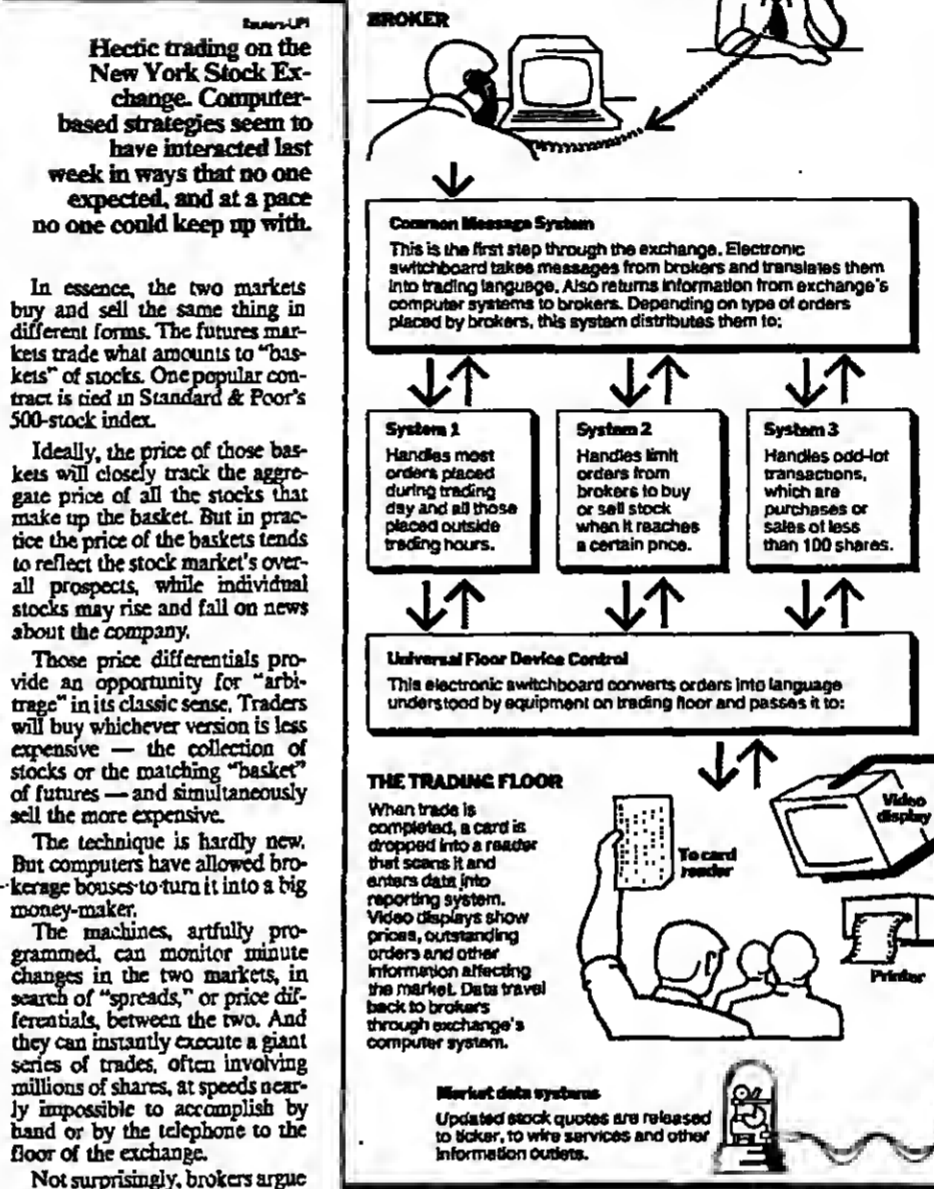 Reuters-UPI
Hectic trading on the
New York Stock Ex-
change. Computer-
based strategies seem to
have interacted last
week in ways that no one
expected, and at a pace
no one could keep up with.
In essence, the two markets
buy and sell the same thing in
different forms. The futures mar-
kets trade what amounts to "bas-
kets" of stocks. One popular con-
tract is tied in Standard & Poor's
500-stock index.
Ideally, the price of those bas-
kets will closely track the aggre-
gate price of all the stocks that
make up the basket. But in prac-
tice the price of the baskets tends
to reflect the stock market's over-
all prospects, while individual
stocks may rise and fall on news
about the company.
Those price differentials pro-
vide an opportunity for "arbi-
trage" in its classic sense. Traders
will buy whichever version is less
expensive — the collection of
stocks or the matching "basket"
of futures — and simultaneously
sell the more expensive.
The technique is hardly new.
But computers have allowed bro-
kerage houses to turn it into a big
money-maker.
The machines, artfully pro-
grammed, can monitor minute
changes in the two markets, in
search of "spreads," or price dif-
ferentials, between the two. And
they can instantly execute a giant
series of trades, often involving
millions of shares, at speeds near-
ly impossible to accomplish by
hand or by the telephone to the
floor of the exchange.
Not surprisingly, brokers argue
BROKER
Common Message System
This is the first step through the exchange. Electronic
switchboard takes messages from brokers and translates them
into trading language. Also returns information from exchange's
computer systems to brokers. Depending on type of orders
placed by brokers, this system distributes them to:
System 1
Handles most
orders placed
during trading
day and all those
placed outside
trading hours.
System 2
Handles limit
orders from
brokers to buy
or sell stock
when it reaches
a certain price.
System 3
Handles odd-lot
transactions,
which are
purchases or
sales of less
than 100 shares.
Universal Floor Device Control
This electronic switchboard converts orders into language
understood by equipment on trading floor and passes it to:
THE TRADING FLOOR
When trade is
completed, a card is
dropped into a reader
that scans it and
enters data into
reporting system.
Video displays show
prices, outstanding
orders and other
information affecting
the market. Data travel
back to brokers
through exchange's
computer system.
To card
reader
Video
display
Printer
Market data systems
Updated stock quotes are released
to ticker, to wire services and other
information outlets.